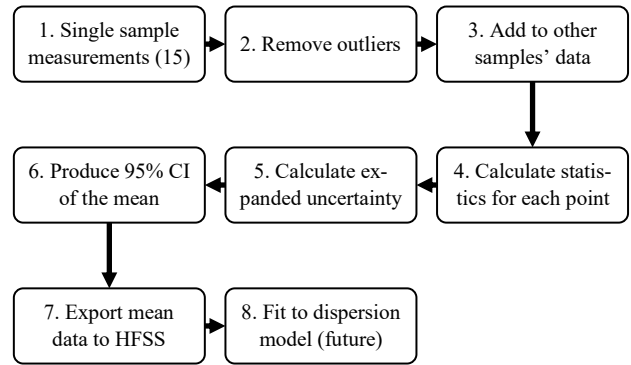 1. Single sample
measurements (15)
2. Remove outliers
3. Add to other
samples’ data
4. Calculate statis-
tics for each point
5. Calculate ex-
panded uncertainty
6. Produce 95% CI
of the mean
7. Export mean
data to HFSS
8. Fit to dispersion
model (future)